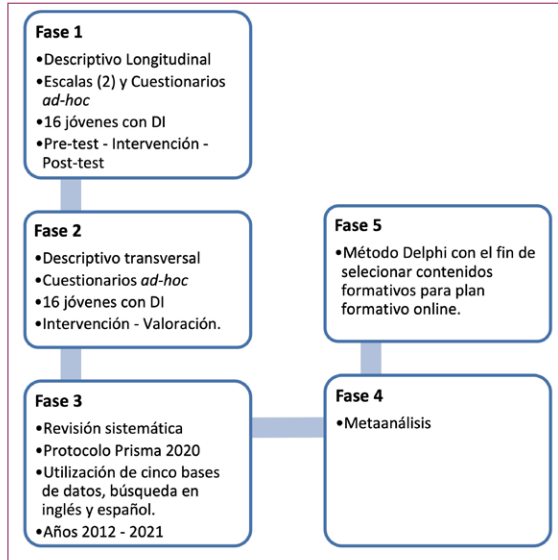 Fase 1
•Descriptivo Longitudinal
•Escalas (2) y Cuestionarios
ad-hoc
•16 jóvenes con DI
•Pre-test - Intervención -
Post-test
Fase 2
•Descriptivo transversal
•Cuestionarios ad-hoc
•16 jóvenes con DI
•Intervención - Valoración.
Fase 3
•Revisión sistemática
•Protocolo Prisma 2020
•Utilización de cinco bases
de datos, búsqueda en
inglés y español.
•Años 2012 - 2021
Fase 4
•Metaanálisis
Fase 5
•Método Delphi con el fin de
selecionar contenidos
formativos para plan
formativo online.